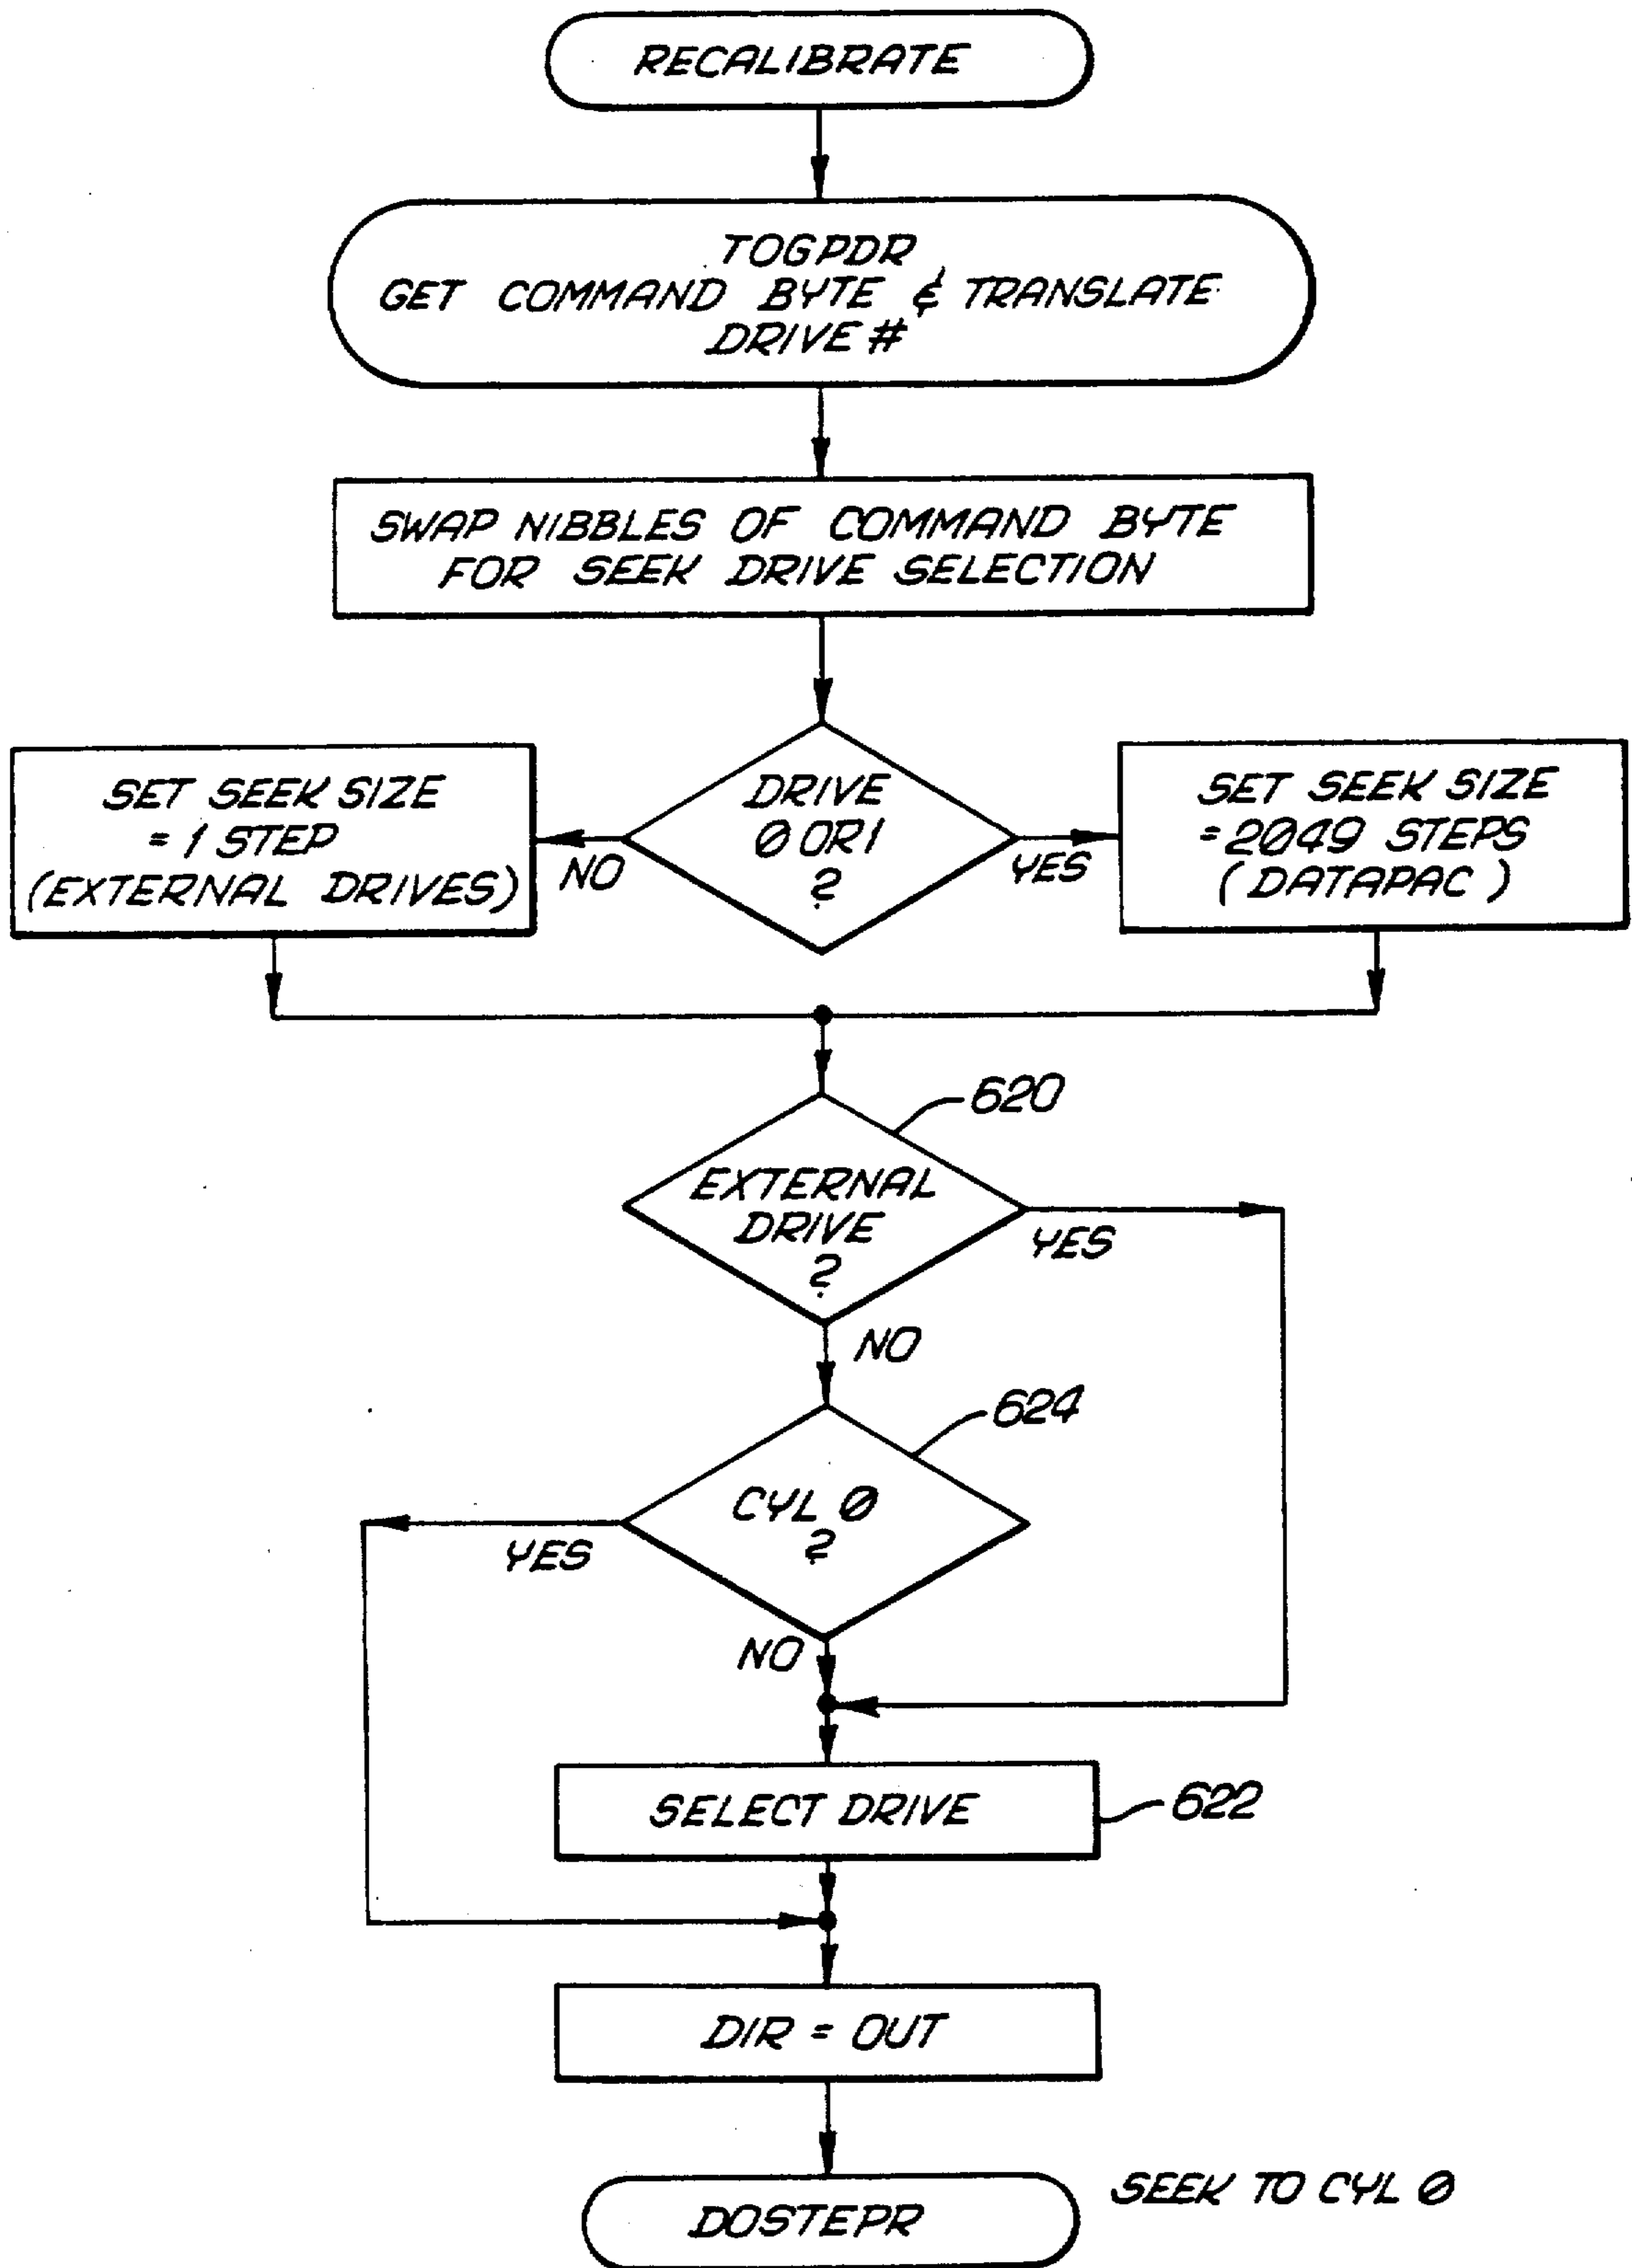 RECALIBRATE
TOGPDR
GET COMMAND BYTE & TRANSLATE
DRIVE #
SWAP NIBBLES OF COMMAND BYTE
FOR SEEK DRIVE SELECTION
SET SEEK SIZE
= 1 STEP
(EXTERNAL DRIVES)
NO
DRIVE
Ø OR 1
?
YES
SET SEEK SIZE
= 2049 STEPS
( DATAPAC )
620
EXTERNAL
DRIVE
?
YES
NO
624
CYL Ø
?
YES
NO
SELECT DRIVE
622
DIR = OUT
DOSTEPR
SEEK TO CYL Ø